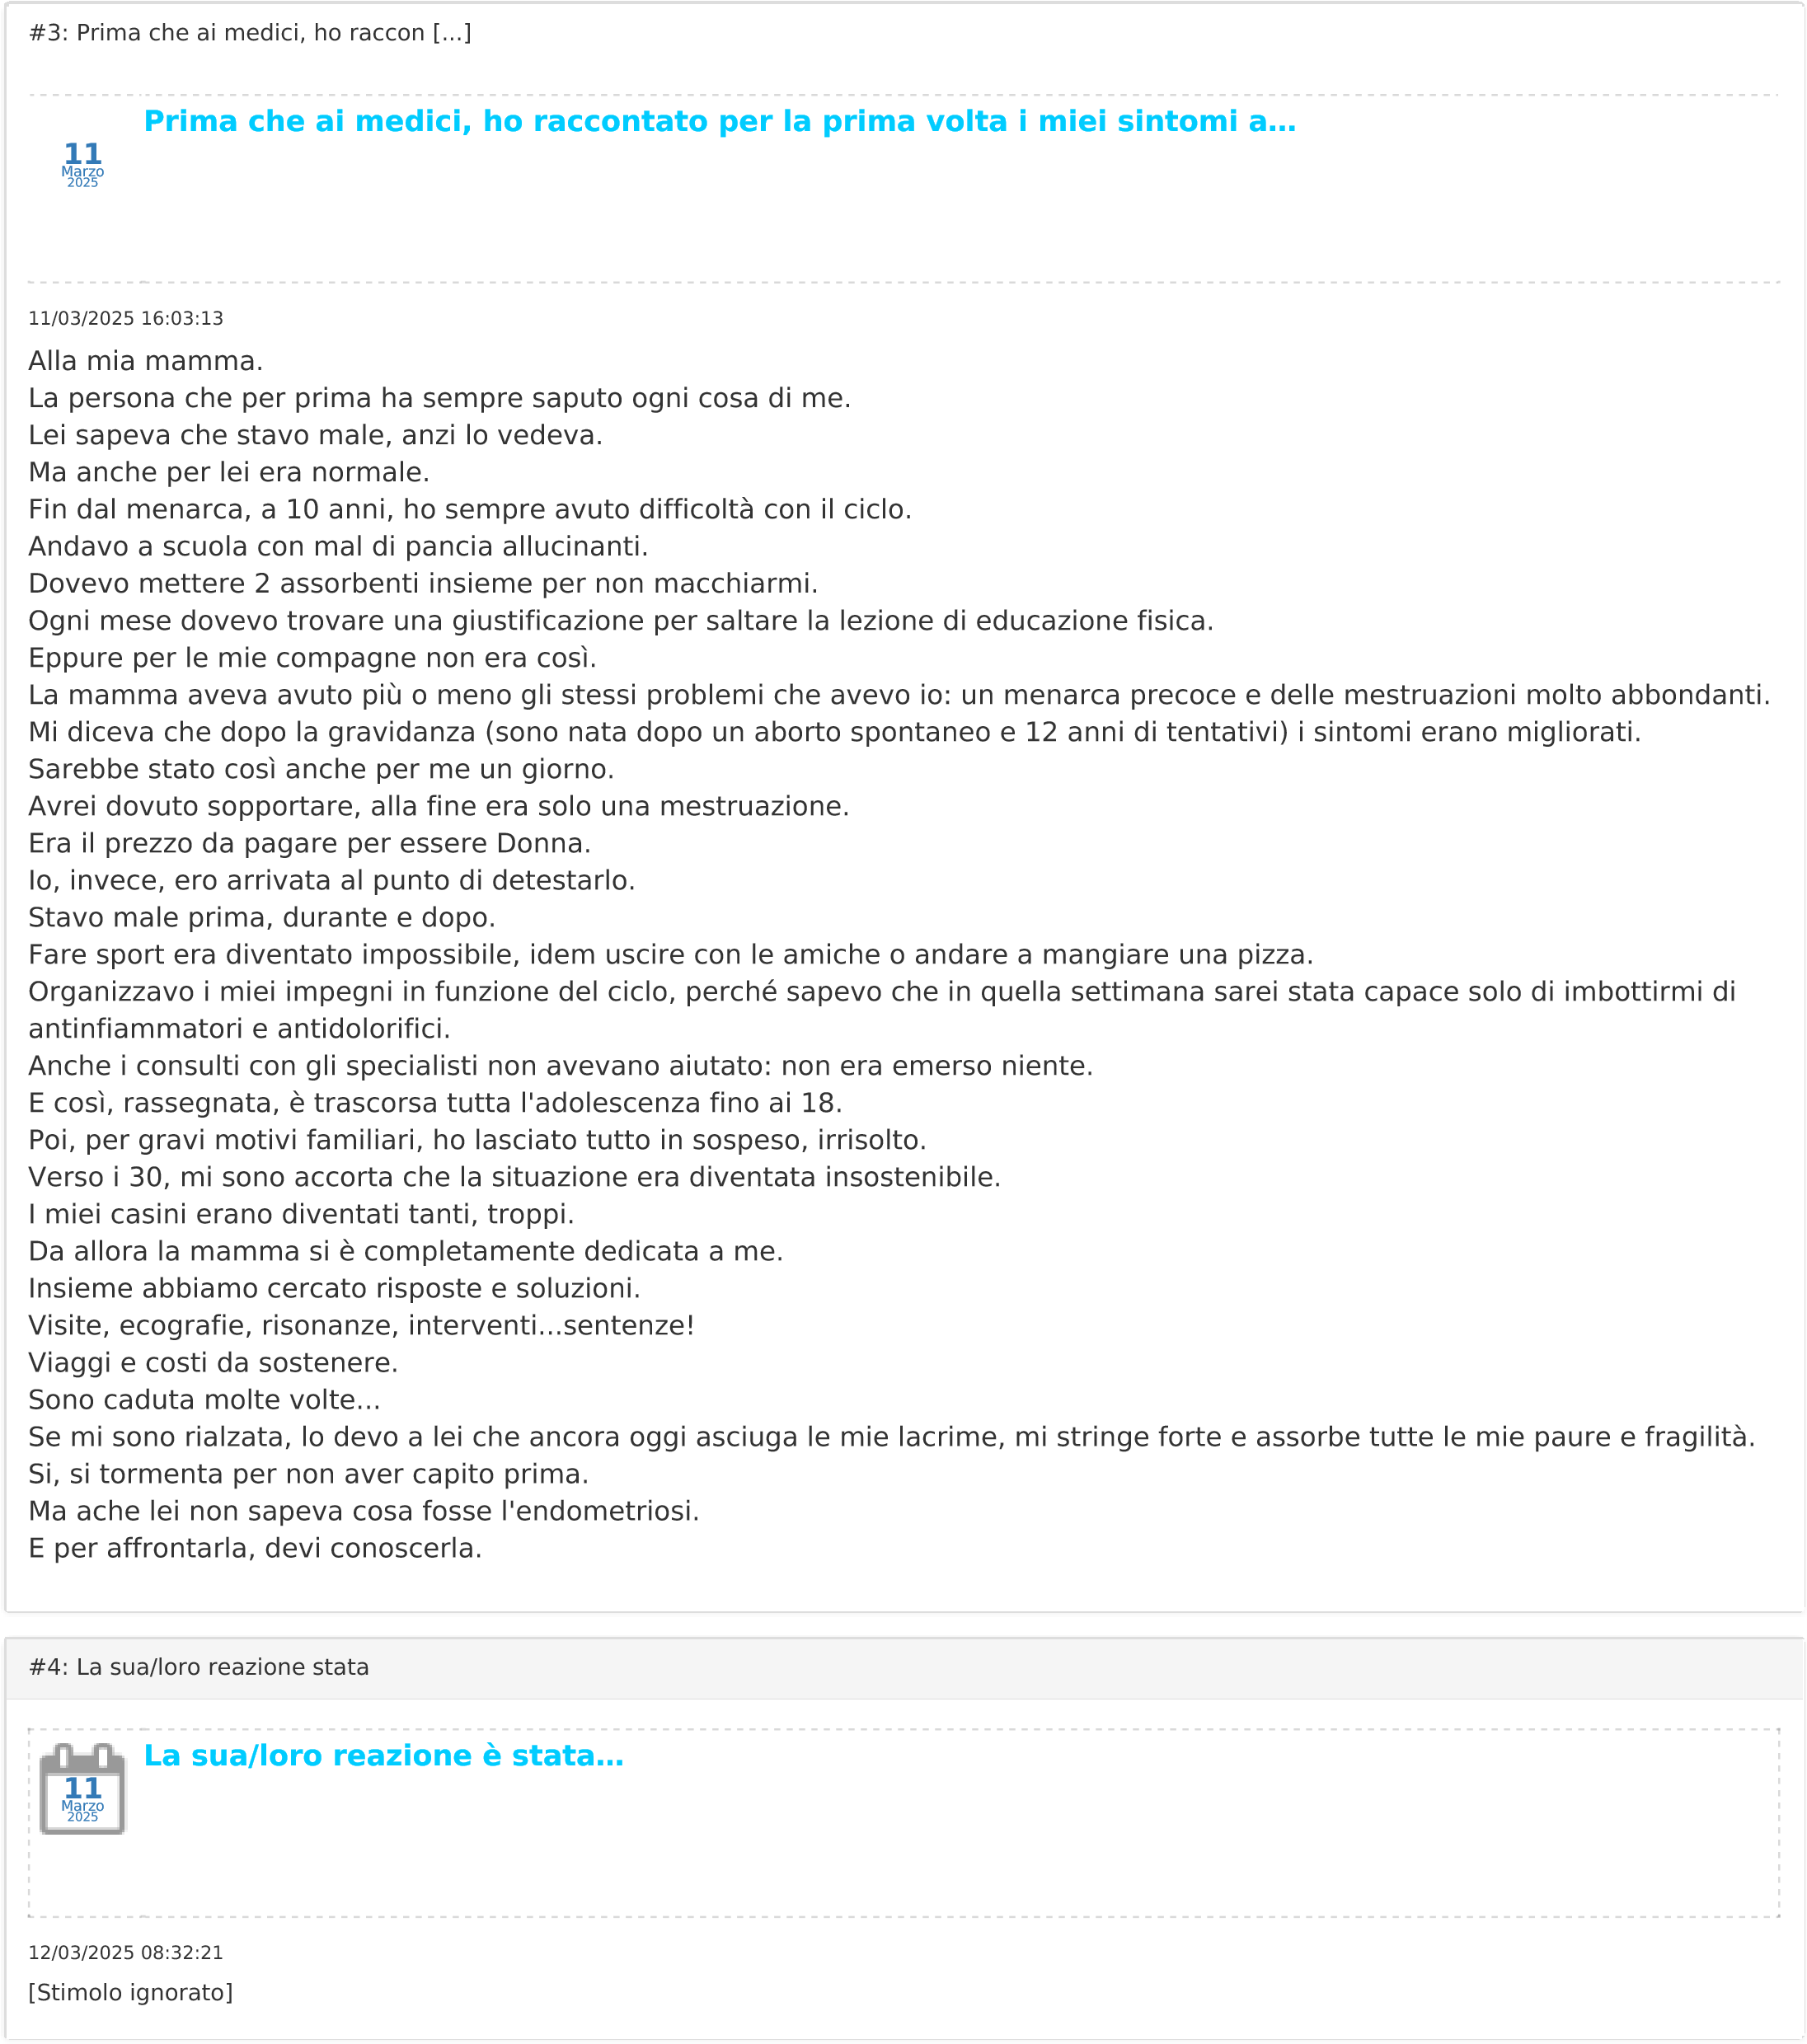 #3: Prima che ai medici, ho raccon [...]
Prima che ai medici, ho raccontato per la prima volta i miei sintomi a...
11
Marzo
2025
11/03/2025 16:03:13
Alla mia mamma.
La persona che per prima ha sempre saputo ogni cosa di me.
Lei sapeva che stavo male, anzi lo vedeva.
Ma anche per lei era normale.
Fin dal menarca, a 10 anni, ho sempre avuto difficoltà con il ciclo.
Andavo a scuola con mal di pancia allucinanti.
Dovevo mettere 2 assorbenti insieme per non macchiarmi.
Ogni mese dovevo trovare una giustificazione per saltare la lezione di educazione fisica.
Eppure per le mie compagne non era così.
La mamma aveva avuto più o meno gli stessi problemi che avevo io: un menarca precoce e delle mestruazioni molto abbondanti.
Mi diceva che dopo la gravidanza (sono nata dopo un aborto spontaneo e 12 anni di tentativi) i sintomi erano migliorati.
Sarebbe stato così anche per me un giorno.
Avrei dovuto sopportare, alla fine era solo una mestruazione.
Era il prezzo da pagare per essere Donna.
Io, invece, ero arrivata al punto di detestarlo.
Stavo male prima, durante e dopo.
Fare sport era diventato impossibile, idem uscire con le amiche o andare a mangiare una pizza.
Organizzavo i miei impegni in funzione del ciclo, perché sapevo che in quella settimana sarei stata capace solo di imbottirmi di
antinfiammatori e antidolorifici.
Anche i consulti con gli specialisti non avevano aiutato: non era emerso niente.
E così, rassegnata, è trascorsa tutta l'adolescenza fino ai 18.
Poi, per gravi motivi familiari, ho lasciato tutto in sospeso, irrisolto.
Verso i 30, mi sono accorta che la situazione era diventata insostenibile.
I miei casini erano diventati tanti, troppi.
Da allora la mamma si è completamente dedicata a me.
Insieme abbiamo cercato risposte e soluzioni.
Visite, ecografie, risonanze, interventi...sentenze!
Viaggi e costi da sostenere.
Sono caduta molte volte...
Se mi sono rialzata, lo devo a lei che ancora oggi asciuga le mie lacrime, mi stringe forte e assorbe tutte le mie paure e fragilità.
Si, si tormenta per non aver capito prima.
Ma ache lei non sapeva cosa fosse l'endometriosi.
E per affrontarla, devi conoscerla.
#4: La sua/loro reazione stata
La sua/loro reazione è stata...
11
Marzo
2025
12/03/2025 08:32:21
[Stimolo ignorato]